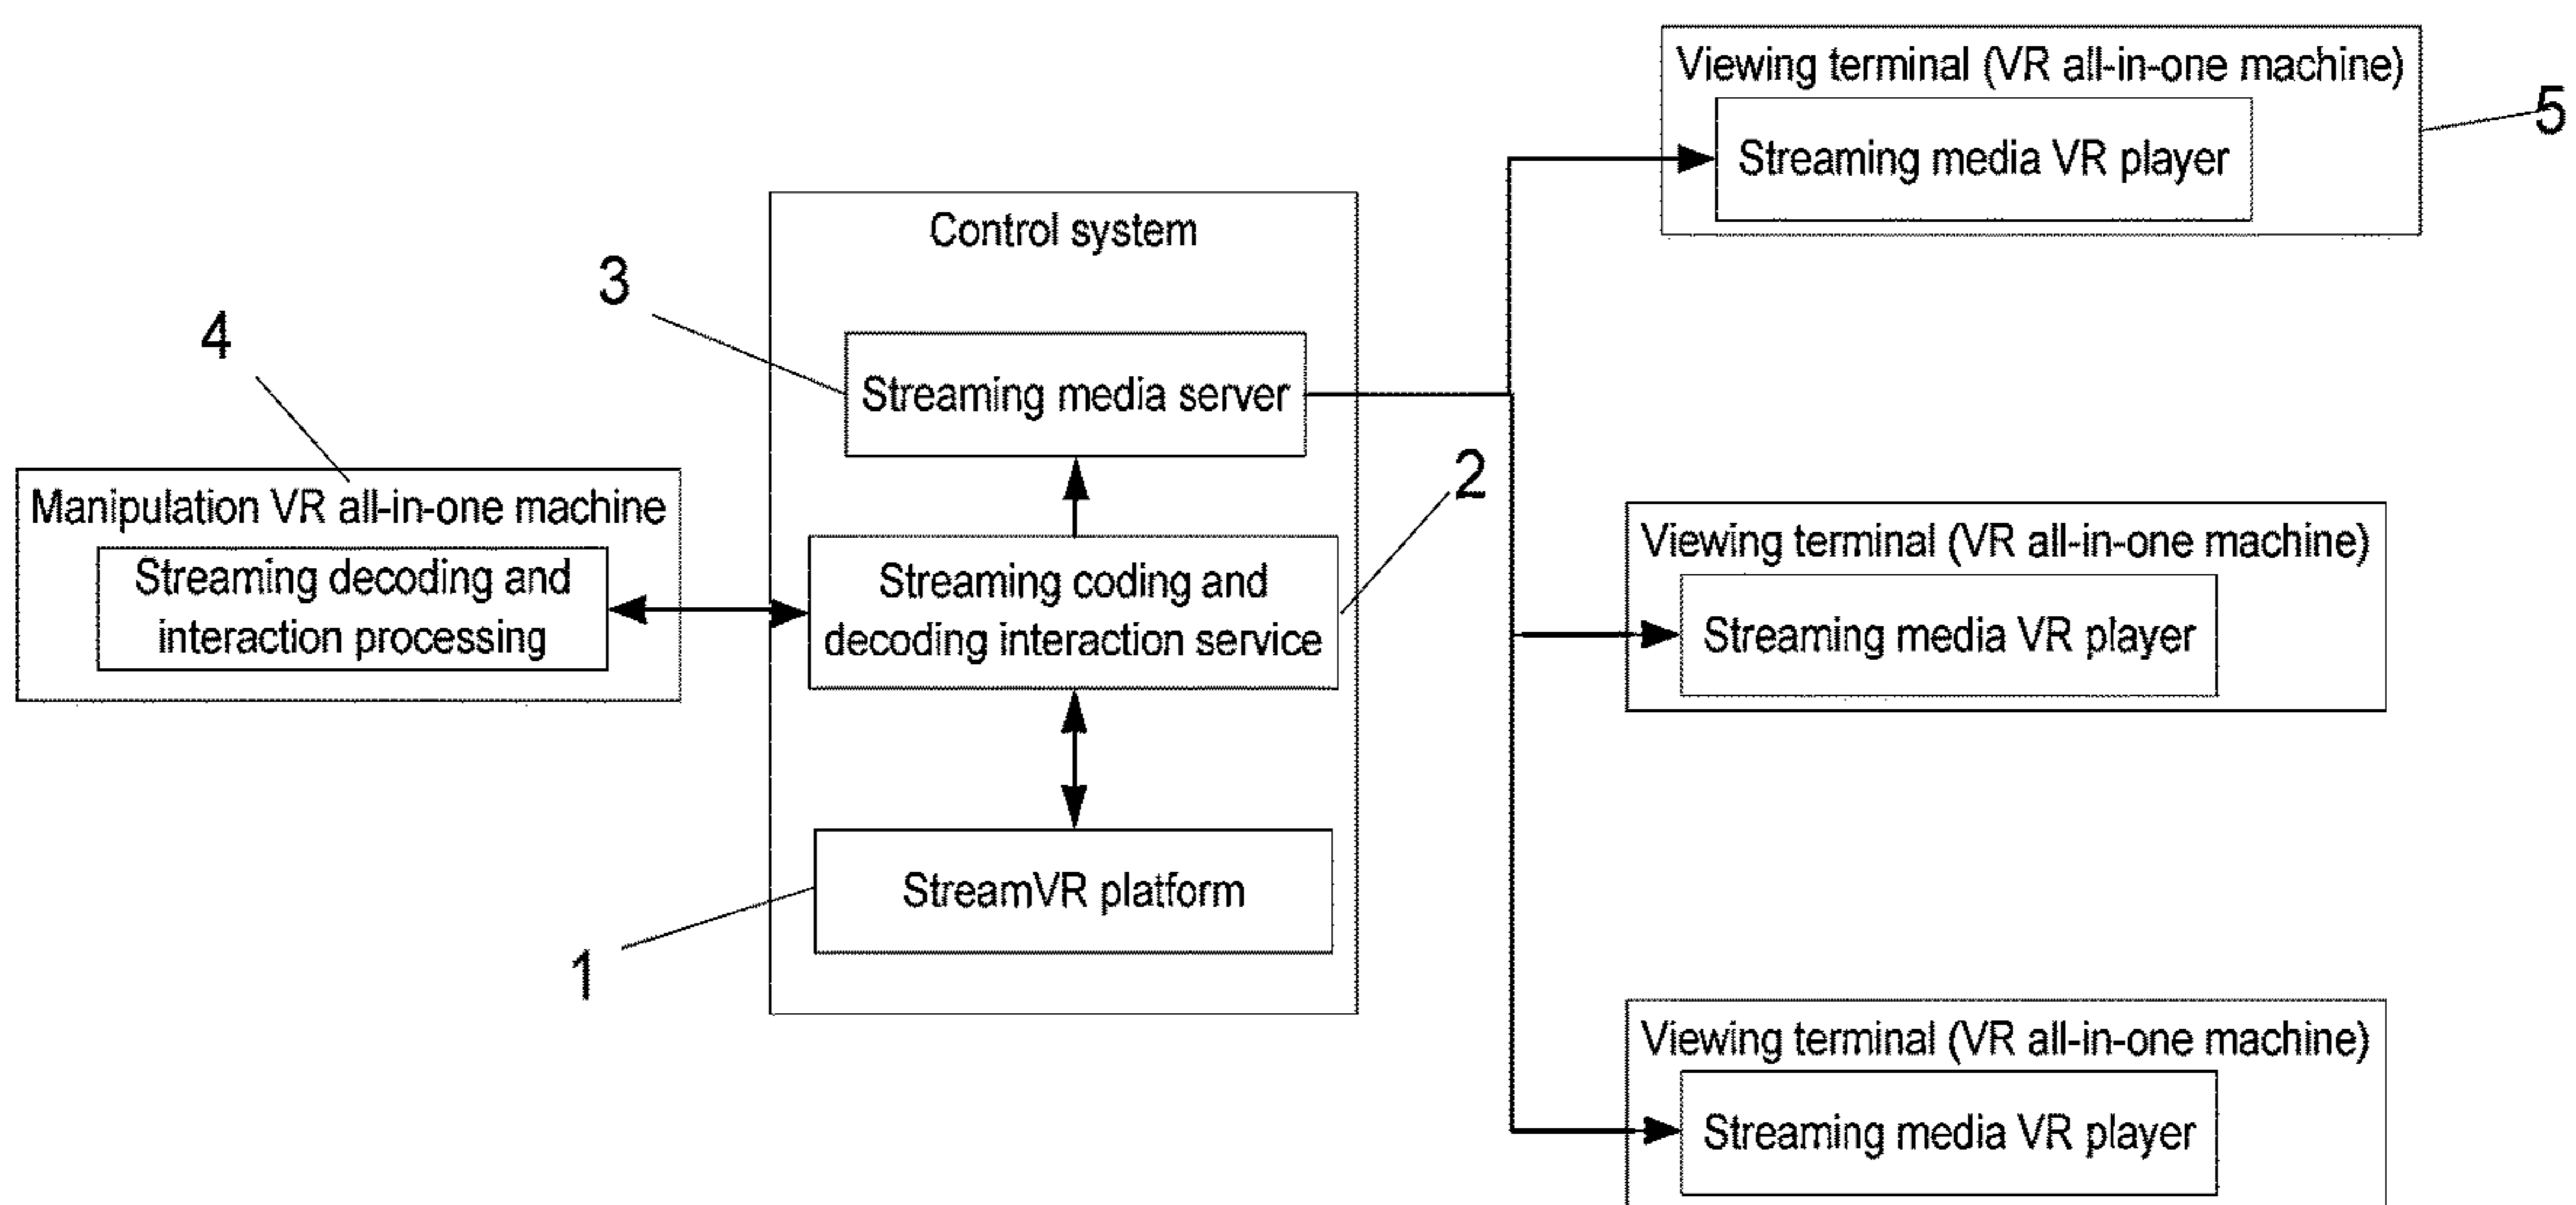 Viewing terminal (VR all-in-one machine)
5
Streaming media VR player
Control system
3
4
Streaming media server
2
Manipulation VR all-in-one machine
Streaming decoding and
interaction processing
Streaming coding and
decoding interaction service
Viewing terminal (VR all-in-one machine)
Streaming media VR player
StreamVR platform
1
Viewing terminal (VR all-in-one machine)
Streaming media VR player